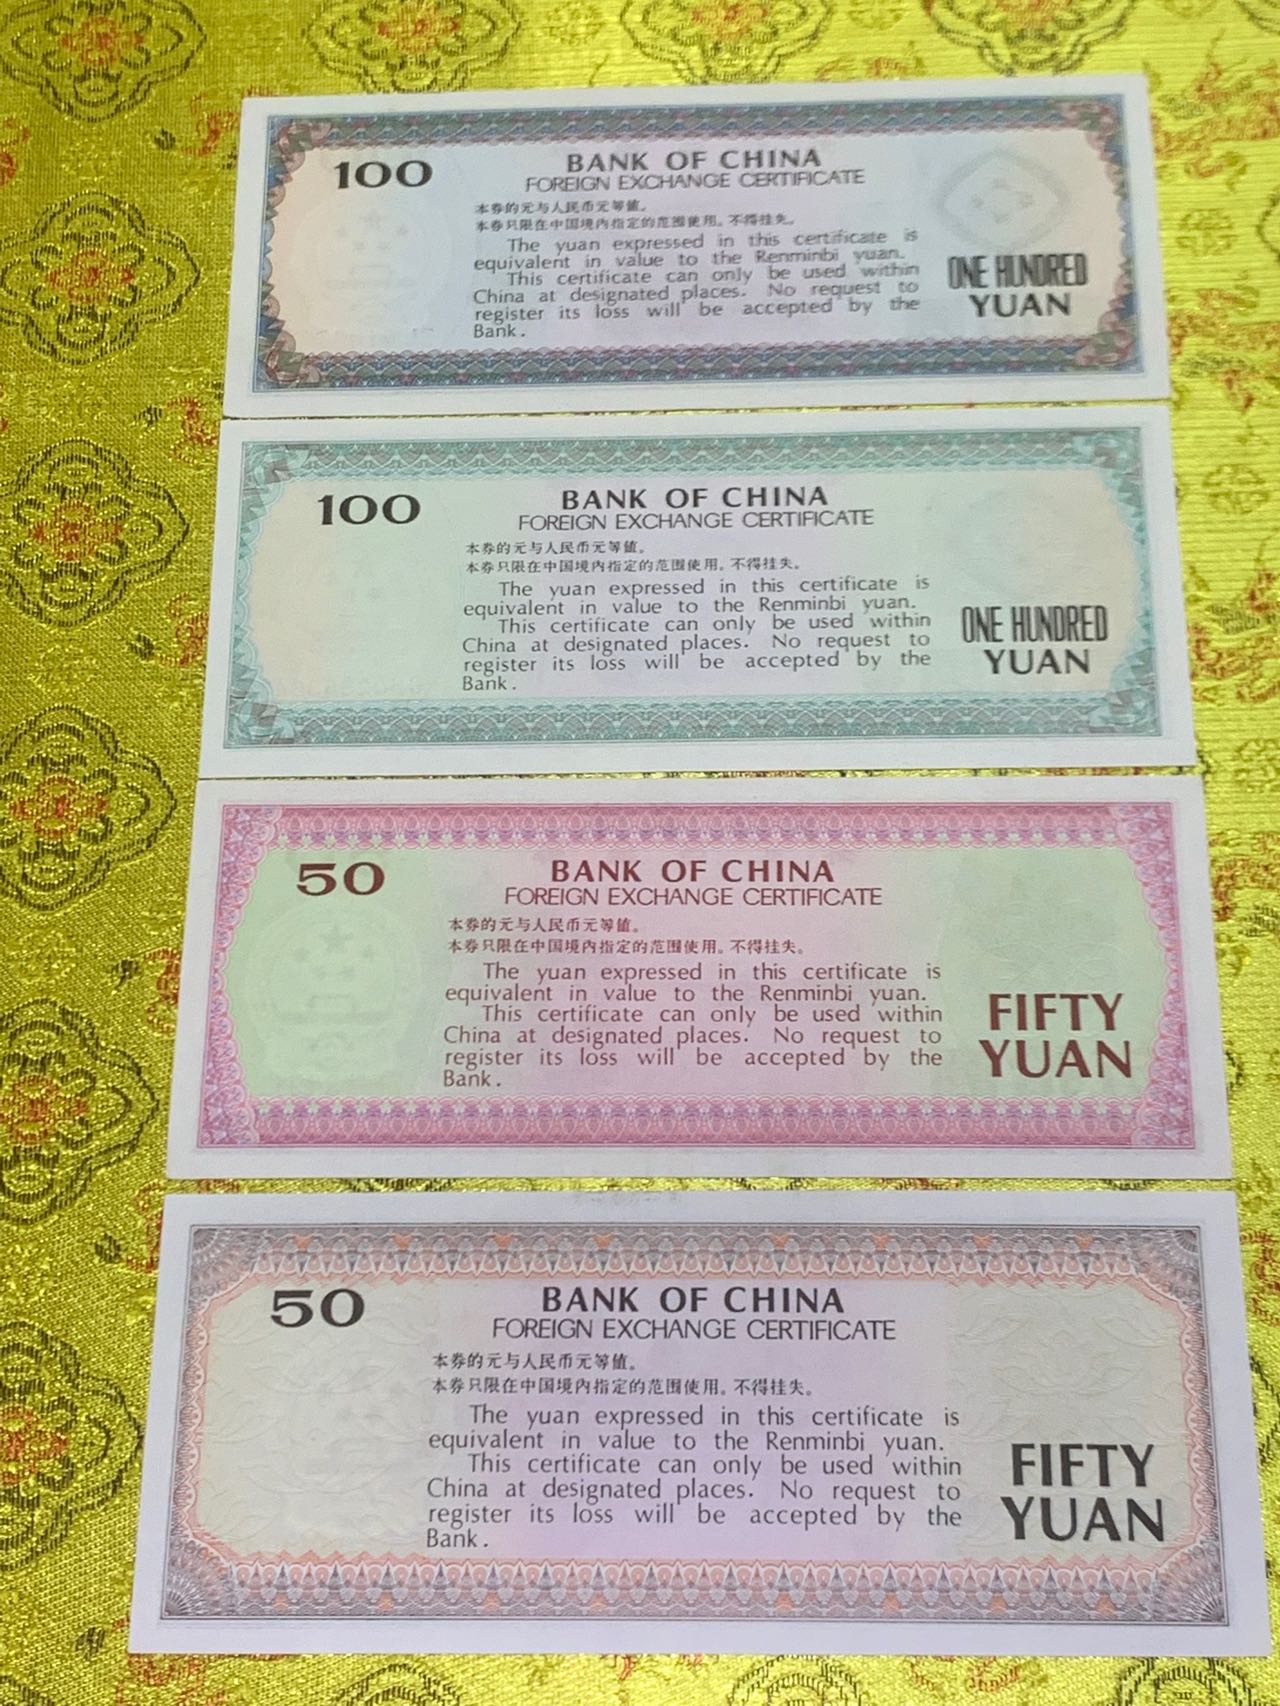 100
BANK OF CHINA
FOREIGN EXCHANGE CERTIFICATE
本券的元与人民币元等值。
本券只限在中国境内指定的范围使用。不得挂失。
The yuan expressed in this certificate is
equivalent in value to the Renminbi yuan.
This certificate can only be used within
China at designated places. No request to
register its loss will be accepted by the
Bank.
ONE HUNDRED
YUAN
100
BANK OF CHINA
FOREIGN EXCHANGE CERTIFICATE
本券的元与人民币元等值。
本券只限在中国境内指定的范围使用。不得挂失。
The yuan expressed in this certificate is
equivalent in value to the Renminbi yuan.
This certificate can only be used within
China at designated places. No request to
register its loss will be accepted by the
Bank.
ONE HUNDRED
YUAN
50
BANK OF CHINA
FOREIGN EXCHANGE CERTIFICATE
本券的元与人民币元等值。
本券只限在中国境内指定的范围使用。不得挂失。
The yuan expressed in this certificate is
equivalent in value to the Renminbi yuan.
This certificate can only be used within
China at designated places. No request to
register its loss will be accepted by the
Bank.
FIFTY
YUAN
50
BANK OF CHINA
FOREIGN EXCHANGE CERTIFICATE
本券的元与人民币元等值。
本券只限在中国境内指定的范围使用。不得挂失。
The yuan expressed in this certificate is
equivalent in value to the Renminbi yuan.
This certificate can only be used within
China at designated places. No request to
register its loss will be accepted by the
Bank.
FIFTY
YUAN